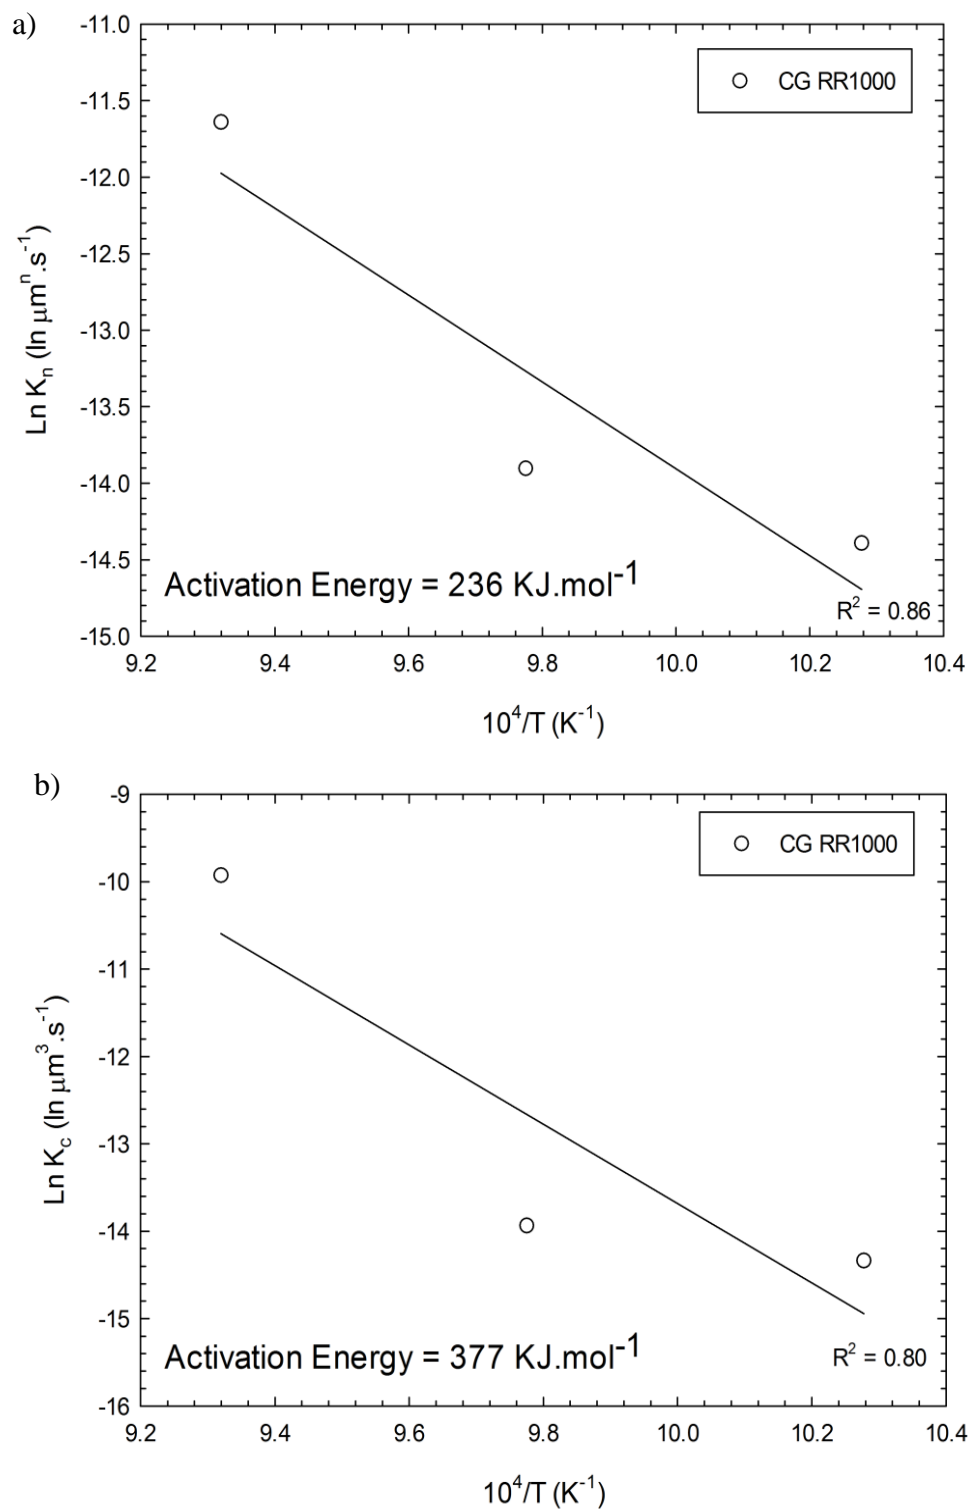 a)
-11.0
CG RR1000
-11.5
-12.0
-12.5
-13.0
-13.5
-14.0
-14.5
-15.0
Ln Kₙ (ln μmⁿ.s⁻¹)
Activation Energy = 236 KJ.mol⁻¹
R² = 0.86
9.2 9.4 9.6 9.8 10.0 10.2 10.4
10⁴/T (K⁻¹)
b)
-9
CG RR1000
-10
-11
-12
-13
-14
-15
-16
Ln K꜀ (ln μm³.s⁻¹)
Activation Energy = 377 KJ.mol⁻¹
R² = 0.80
9.2 9.4 9.6 9.8 10.0 10.2 10.4
10⁴/T (K⁻¹)